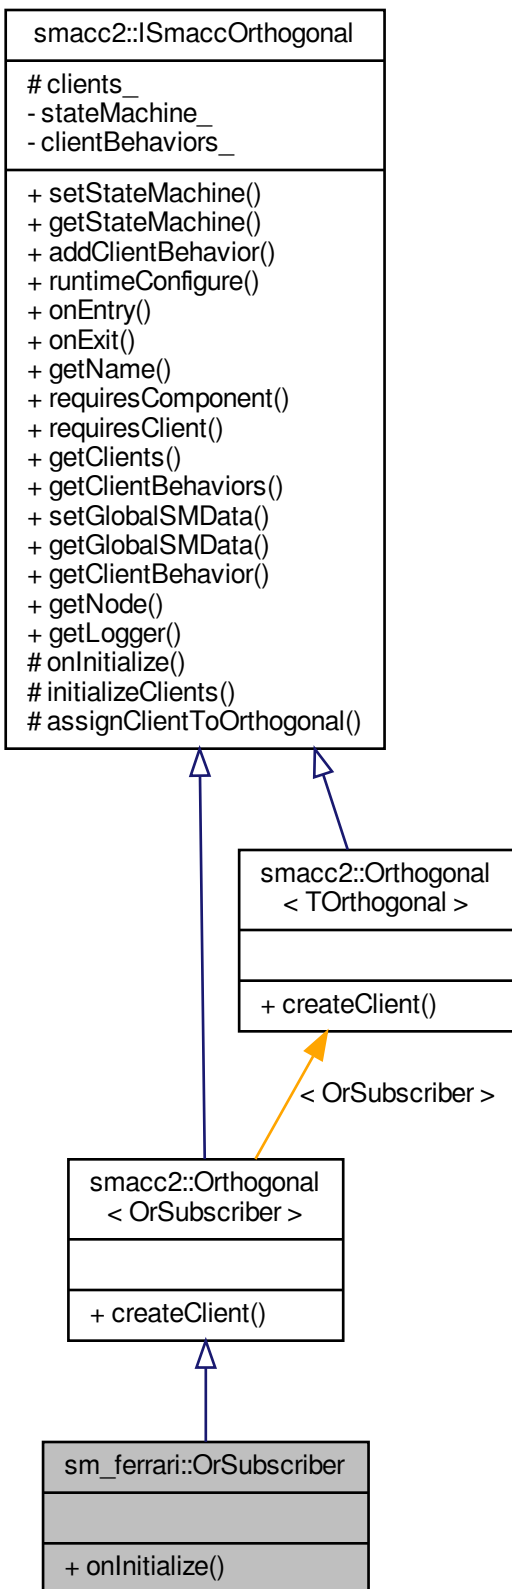 smacc2::ISmaccOrthogonal
# clients_
- stateMachine_
- clientBehaviors_
+ setStateMachine()
+ getStateMachine()
+ addClientBehavior()
+ runtimeConfigure()
+ onEntry()
+ onExit()
+ getName()
+ requiresComponent()
+ requiresClient()
+ getClients()
+ getClientBehaviors()
+ setGlobalSMData()
+ getGlobalSMData()
+ getClientBehavior()
+ getNode()
+ getLogger()
# onInitialize()
# initializeClients()
# assignClientToOrthogonal()
smacc2::Orthogonal
< TOrthogonal >
+ createClient()
< OrSubscriber >
smacc2::Orthogonal
< OrSubscriber >
+ createClient()
sm_ferrari::OrSubscriber
+ onInitialize()